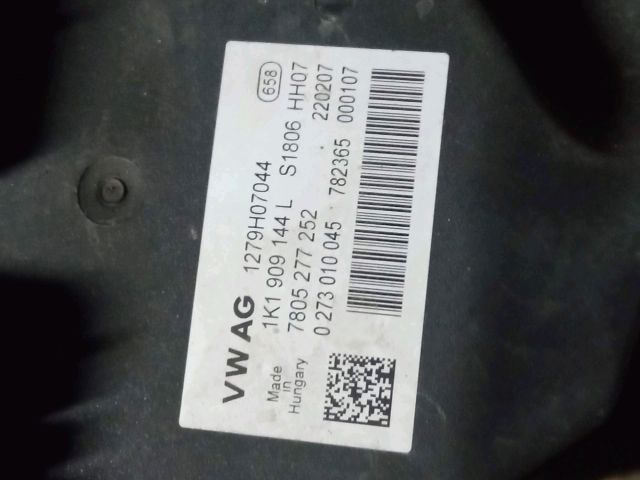 VW AG 1279H07044 658
1K1 909 144 L S1806 HH07
Made in Hungary
7805 277 252 220207
0 273 010 045 782365 000107